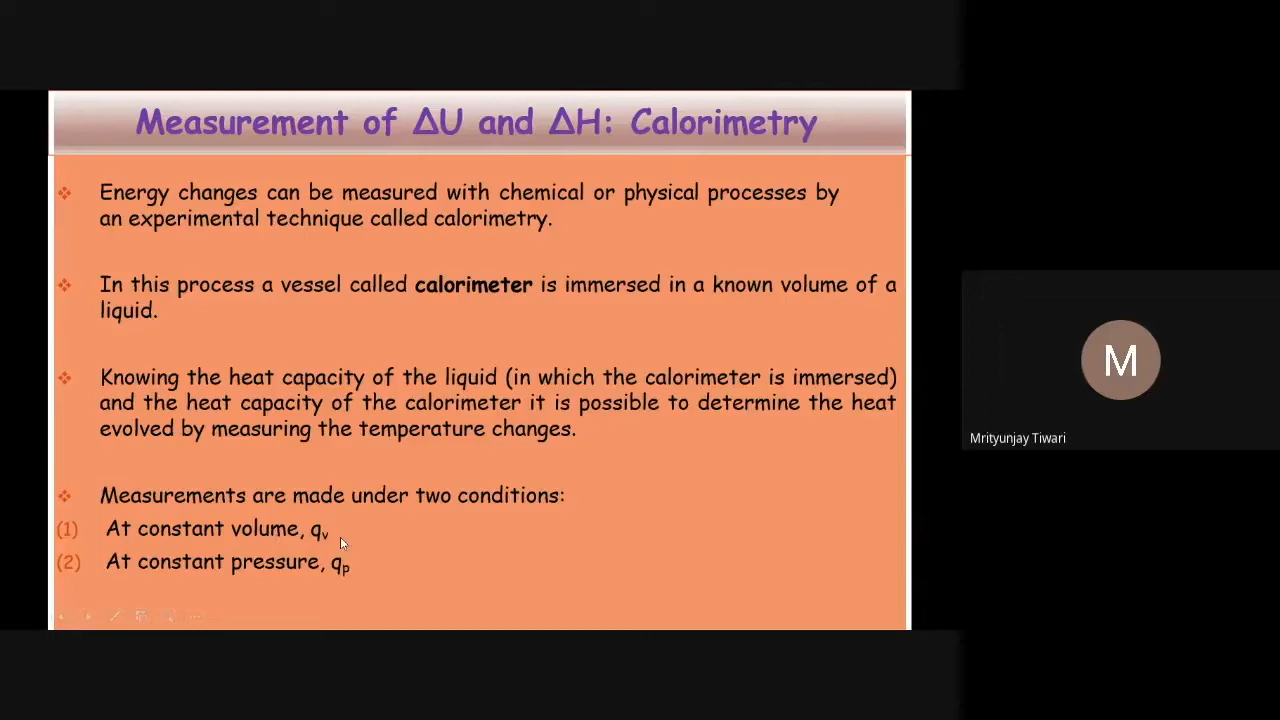 Measurement of ΔU and ΔH: Calorimetry
❖ Energy changes can be measured with chemical or physical processes by
an experimental technique called calorimetry.
❖ In this process a vessel called calorimeter is immersed in a known volume of a
liquid.
❖ Knowing the heat capacity of the liquid (in which the calorimeter is immersed)
and the heat capacity of the calorimeter it is possible to determine the heat
evolved by measuring the temperature changes.
❖ Measurements are made under two conditions:
(1) At constant volume, qᵥ
(2) At constant pressure, qₚ
M
Mrityunjay Tiwari